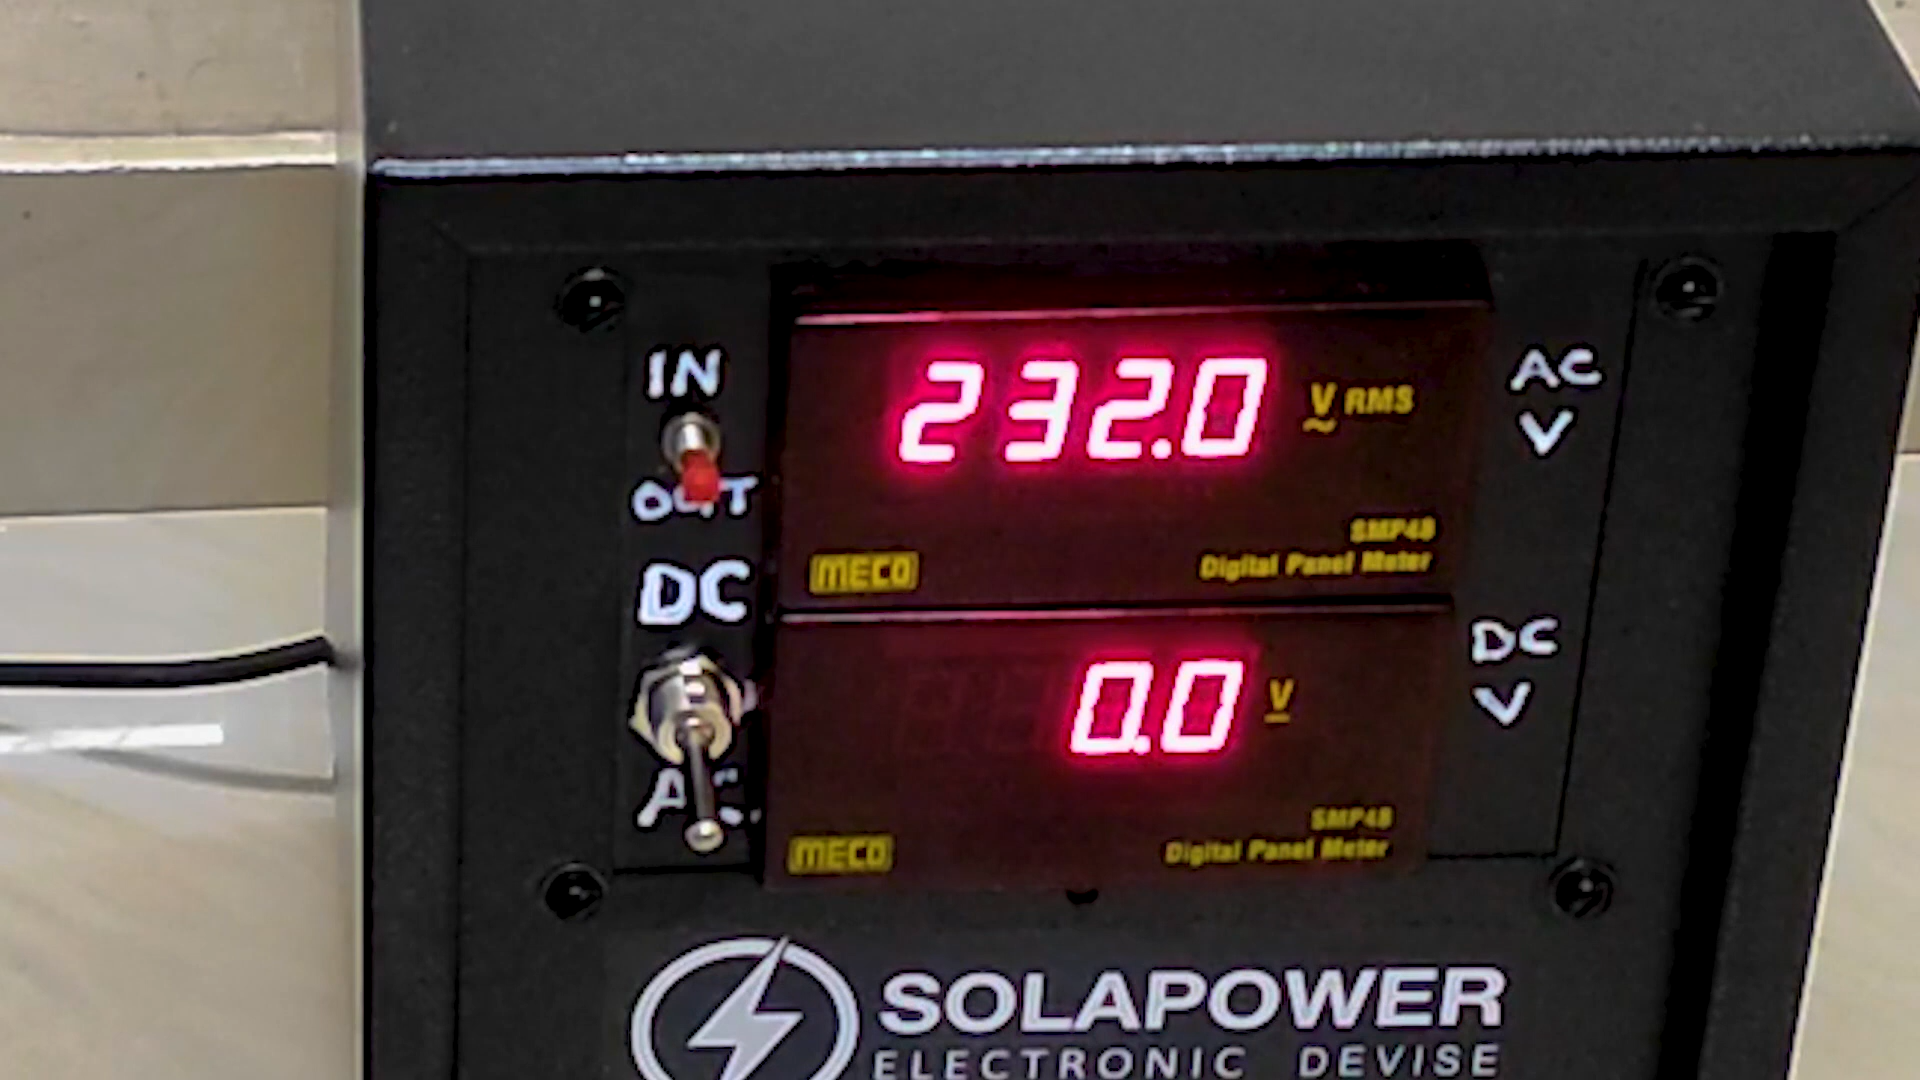 IN
OUT
DC
AC
232.0 V RMS
~
SMP48
MECO Digital Panel Meter
AC
V
0.0 V
SMP48
MECO Digital Panel Meter
DC
V
SOLAPOWER
ELECTRONIC DEVISE